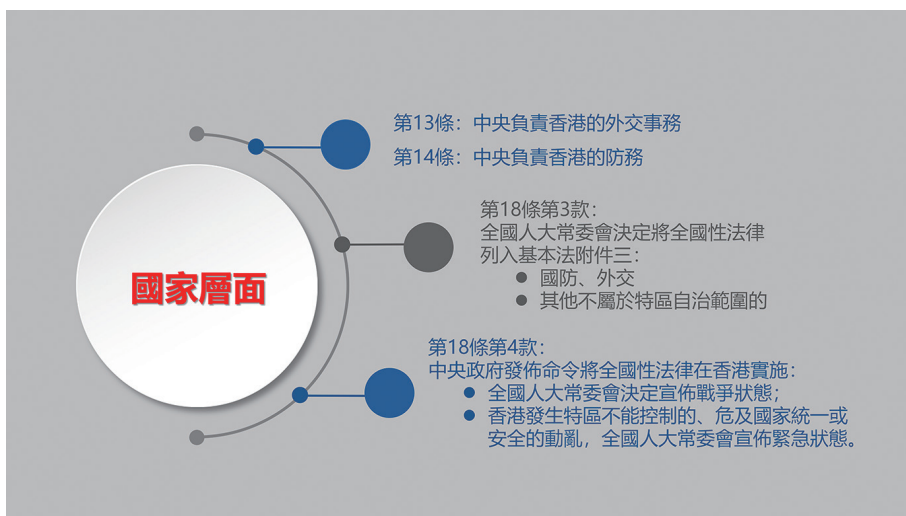 國家層面
第13條：中央負責香港的外交事務
第14條：中央負責香港的防務
第18條第3款：
全國人大常委會決定將全國性法律
列入基本法附件三：
● 國防、外交
● 其他不屬於特區自治範圍的
第18條第4款：
中央政府發佈命令將全國性法律在香港實施：
● 全國人大常委會決定宣佈戰爭狀態；
● 香港發生特區不能控制的、危及國家統一或
安全的動亂，全國人大常委會宣佈緊急狀態。